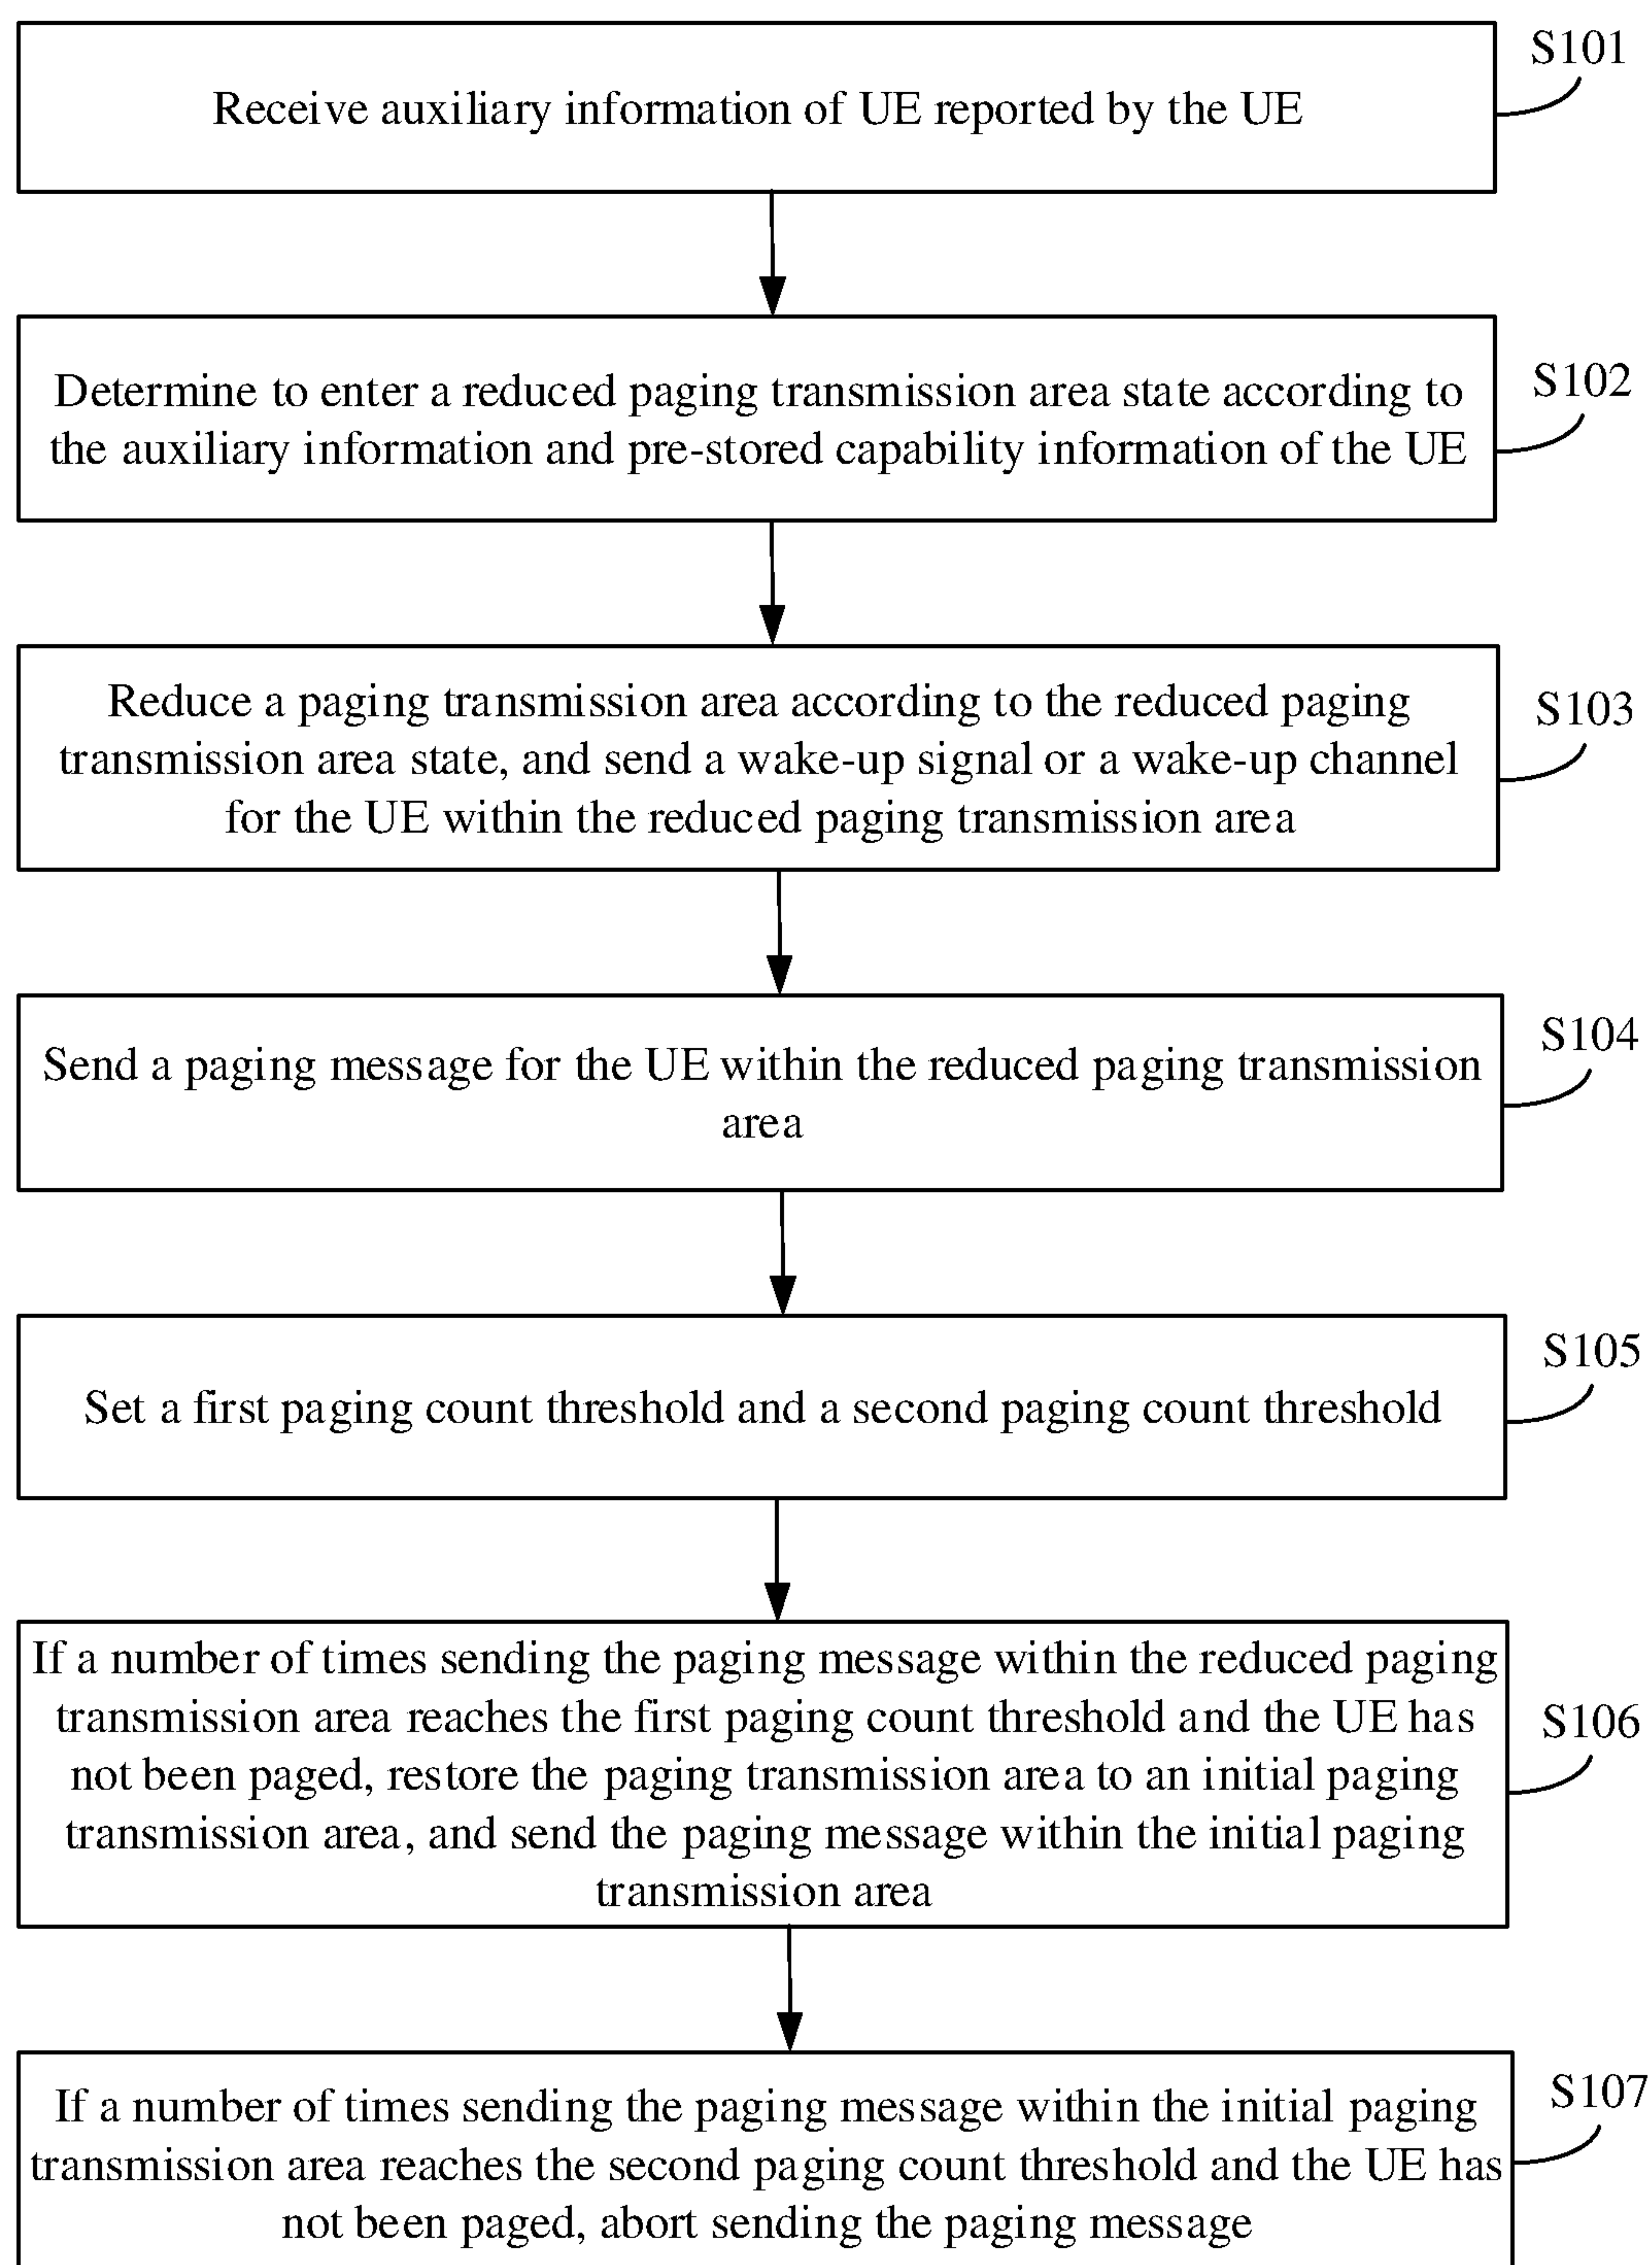 S101
Receive auxiliary information of UE reported by the UE
S102
Determine to enter a reduced paging transmission area state according to
the auxiliary information and pre-stored capability information of the UE
S103
Reduce a paging transmission area according to the reduced paging
transmission area state, and send a wake-up signal or a wake-up channel
for the UE within the reduced paging transmission area
S104
Send a paging message for the UE within the reduced paging transmission
area
S105
Set a first paging count threshold and a second paging count threshold
S106
If a number of times sending the paging message within the reduced paging
transmission area reaches the first paging count threshold and the UE has
not been paged, restore the paging transmission area to an initial paging
transmission area, and send the paging message within the initial paging
transmission area
S107
If a number of times sending the paging message within the initial paging
transmission area reaches the second paging count threshold and the UE has
not been paged, abort sending the paging message